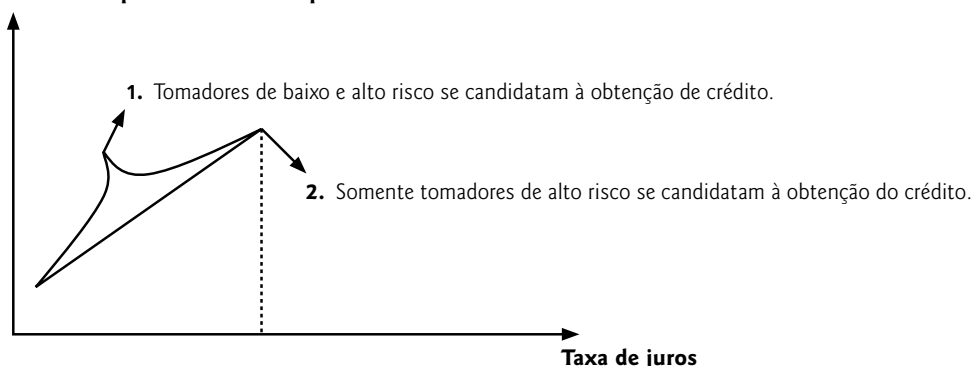 1. Tomadores de baixo e alto risco se candidatam à obtenção de crédito.
2. Somente tomadores de alto risco se candidatam à obtenção do crédito.
Taxa de juros